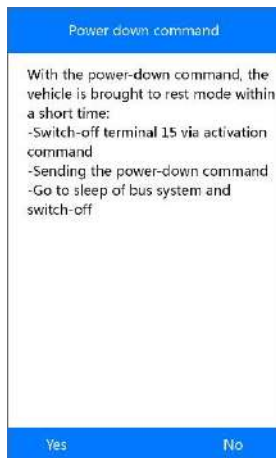 Power down command
With the power-down command, the
vehicle is brought to rest mode within
a short time:
-Switch-off terminal 15 via activation
command
-Sending the power-down command
-Go to sleep of bus system and
switch-off
Yes No